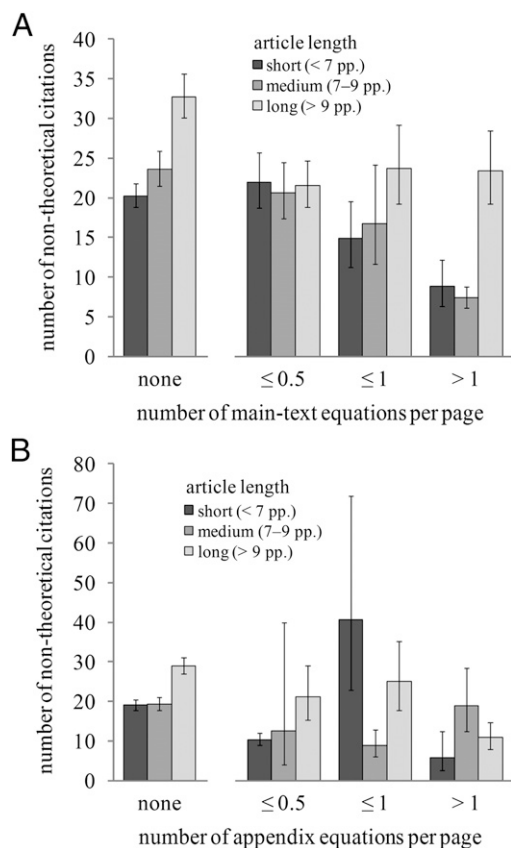 A
article length
short (< 7 pp.)
medium (7–9 pp.)
long (> 9 pp.)
number of non-theoretical citations
40
35
30
25
20
15
10
5
0
none
≤ 0.5
≤ 1
> 1
number of main-text equations per page
B
article length
short (< 7 pp.)
medium (7–9 pp.)
long (> 9 pp.)
number of non-theoretical citations
80
70
60
50
40
30
20
10
0
none
≤ 0.5
≤ 1
> 1
number of appendix equations per page